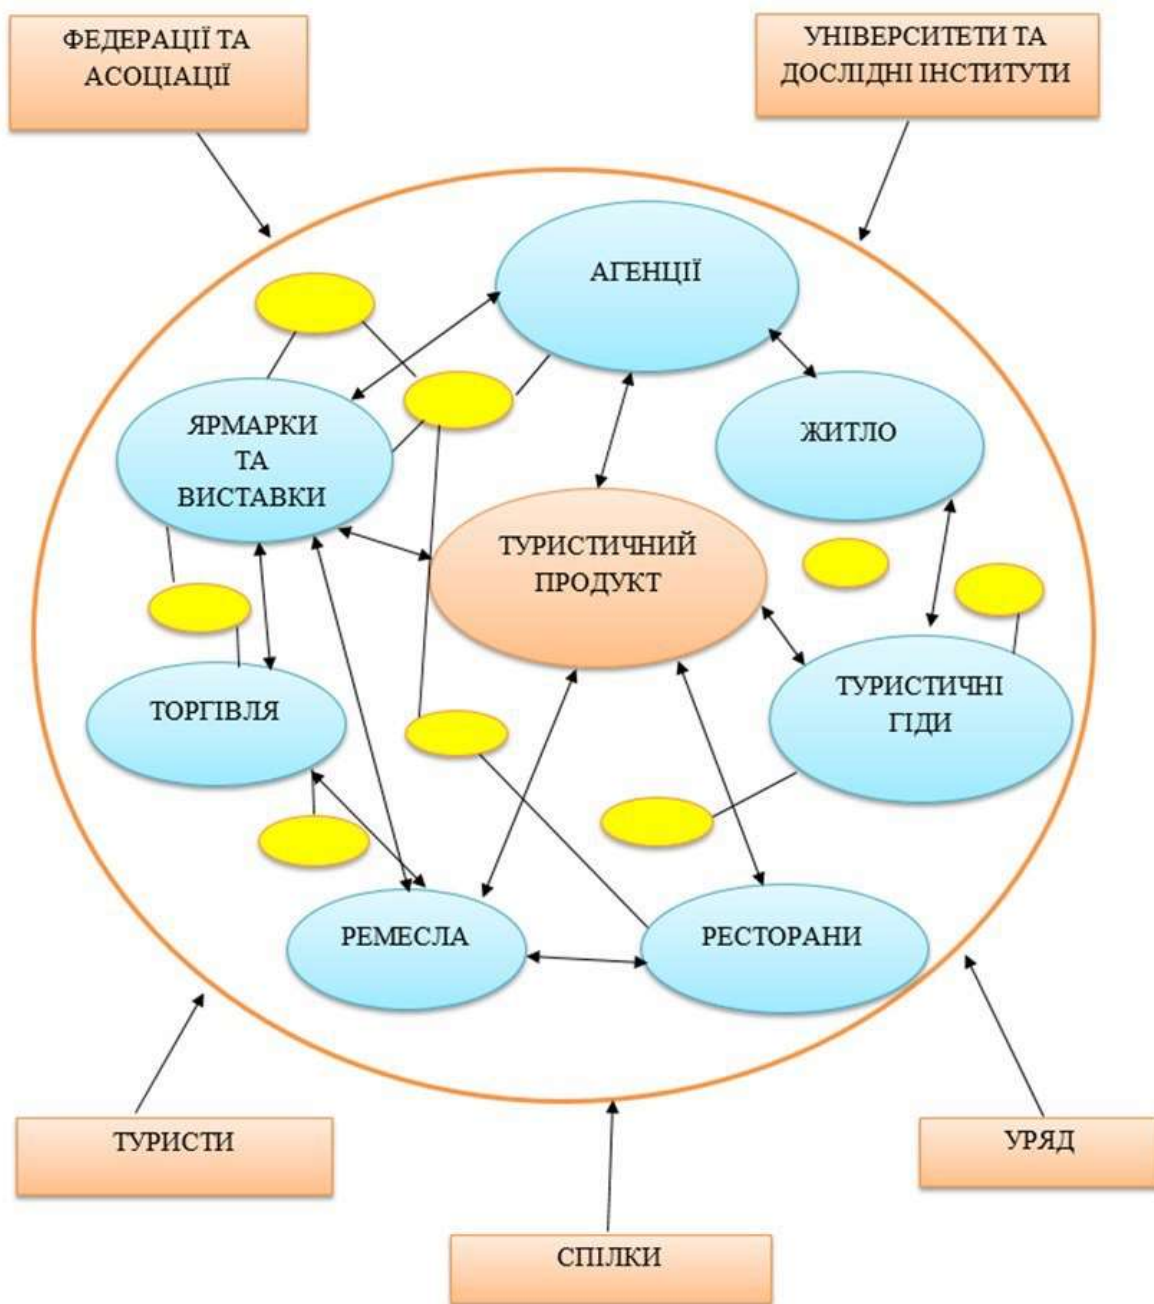 ФЕДЕРАЦІЇ ТА
АСОЦІАЦІЇ
УНІВЕРСИТЕТИ ТА
ДОСЛІДНІ ІНСТИТУТИ
АГЕНЦІЇ
ЯРМАРКИ
ТА
ВИСТАВКИ
ЖИТЛО
ТУРИСТИЧНИЙ
ПРОДУКТ
ТОРГІВЛЯ
ТУРИСТИЧНІ
ГІДИ
РЕМЕСЛА
РЕСТОРАНИ
ТУРИСТИ
УРЯД
СПІЛКИ